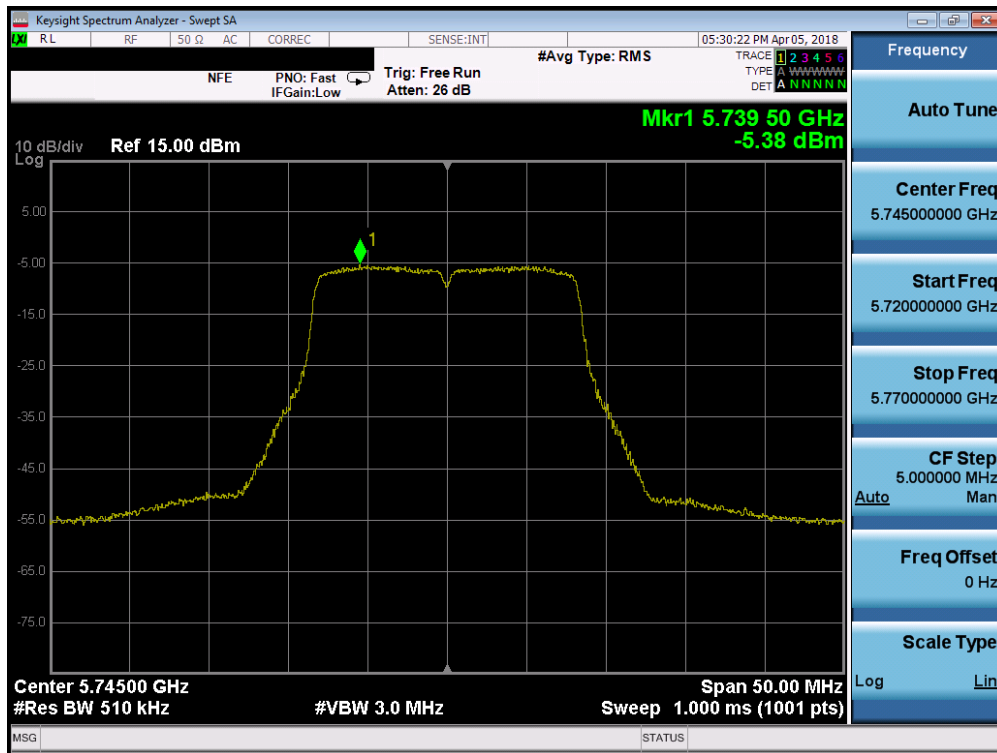 Keysight Spectrum Analyzer - Swept SA
LXI RL RF 50 Ω AC CORREC SENSE:INT 05:30:22 PM Apr 05, 2018
#Avg Type: RMS TRACE 1 2 3 4 5 6
NFE PNO: Fast Trig: Free Run TYPE A WWWWW
IFGain:Low Atten: 26 dB DET A N N N N N
Mkr1 5.739 50 GHz
-5.38 dBm
10 dB/div Ref 15.00 dBm
Log
1
5.00
-5.00
-15.0
-25.0
-35.0
-45.0
-55.0
-65.0
-75.0
Center 5.74500 GHz Span 50.00 MHz
#Res BW 510 kHz #VBW 3.0 MHz Sweep 1.000 ms (1001 pts)
MSG STATUS
Frequency
Auto Tune
Center Freq
5.745000000 GHz
Start Freq
5.720000000 GHz
Stop Freq
5.770000000 GHz
CF Step
5.000000 MHz
Auto Man
Freq Offset
0 Hz
Scale Type
Log Lin